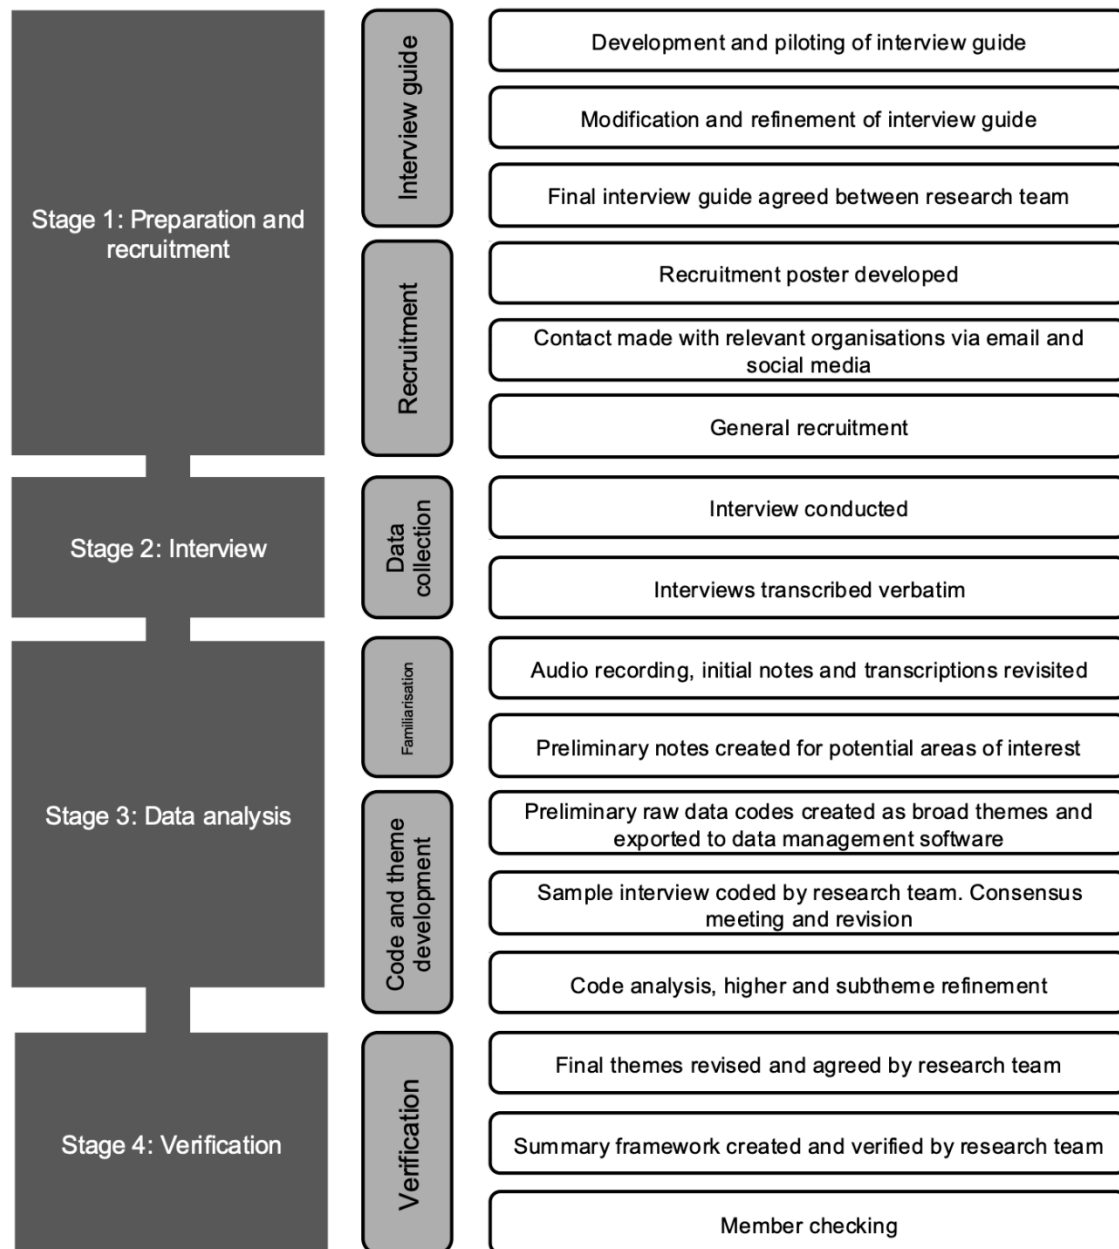 Stage 1: Preparation and
recruitment
Interview guide
Development and piloting of interview guide
Modification and refinement of interview guide
Final interview guide agreed between research team
Recruitment
Recruitment poster developed
Contact made with relevant organisations via email and
social media
General recruitment
Stage 2: Interview
Data
collection
Interview conducted
Interviews transcribed verbatim
Stage 3: Data analysis
Familiarisation
Audio recording, initial notes and transcriptions revisited
Preliminary notes created for potential areas of interest
Code and theme
development
Preliminary raw data codes created as broad themes and
exported to data management software
Sample interview coded by research team. Consensus
meeting and revision
Code analysis, higher and subtheme refinement
Stage 4: Verification
Verification
Final themes revised and agreed by research team
Summary framework created and verified by research team
Member checking